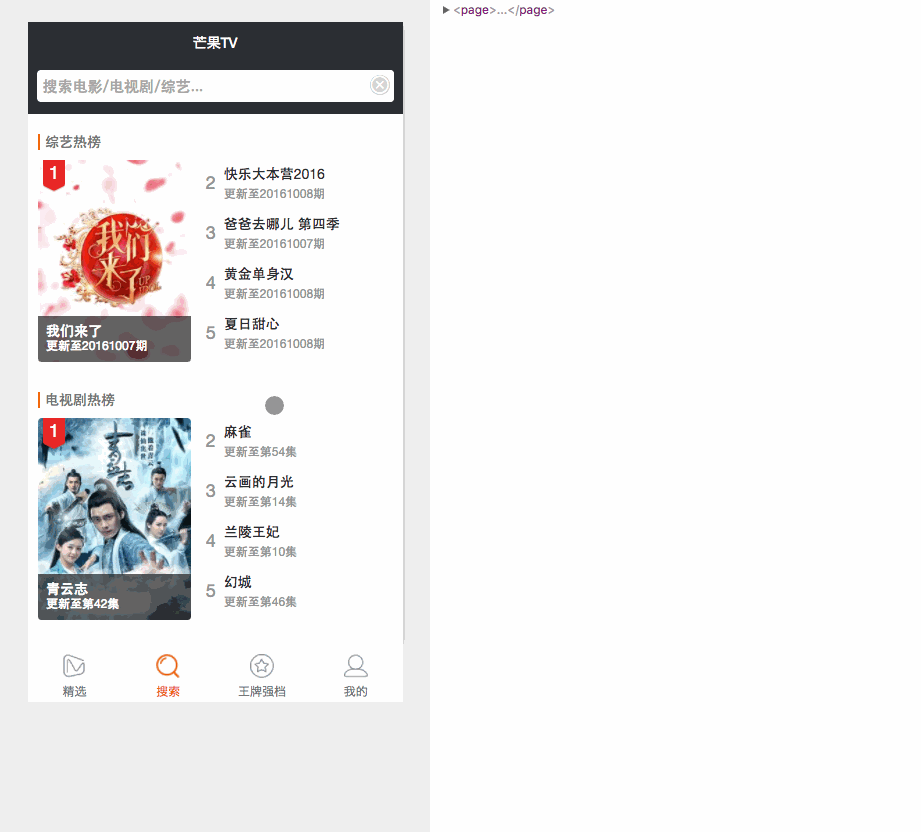 <page>...</page>
芒果TV
搜索电影/电视剧/综艺...
综艺热榜
1
我们来了
我们来了
更新至20161007期
2 快乐大本营2016
更新至20161008期
3 爸爸去哪儿 第四季
更新至20161007期
4 黄金单身汉
更新至20161008期
5 夏日甜心
更新至20161008期
电视剧热榜
1
青云志
青云志
更新至第42集
2 麻雀
更新至第54集
3 云画的月光
更新至第14集
4 兰陵王妃
更新至第10集
5 幻城
更新至第46集
精选
搜索
王牌强档
我的